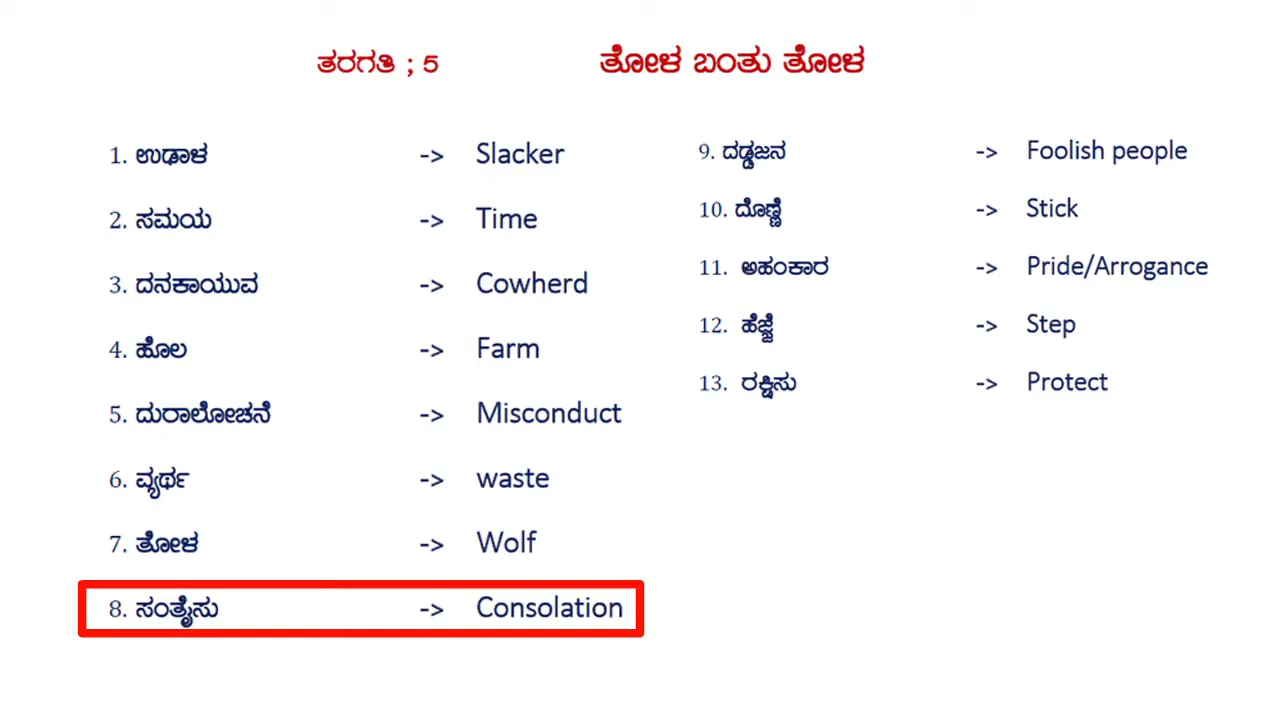 ತರಗತಿ ; 5 ತೋಳ ಬಂತು ತೋಳ
1. ಉಢಾಳ -> Slacker
2. ಸಮಯ -> Time
3. ದನಕಾಯುವ -> Cowherd
4. ಹೊಲ -> Farm
5. ದುರಾಲೋಚನೆ -> Misconduct
6. ವ್ಯರ್ಥ -> waste
7. ತೋಳ -> Wolf
8. ಸಂತೈಸು -> Consolation
9. ದಡ್ಡಜನ -> Foolish people
10. ದೊಣ್ಣೆ -> Stick
11. ಅಹಂಕಾರ -> Pride/Arrogance
12. ಹೆಜ್ಜೆ -> Step
13. ರಕ್ಷಿಸು -> Protect